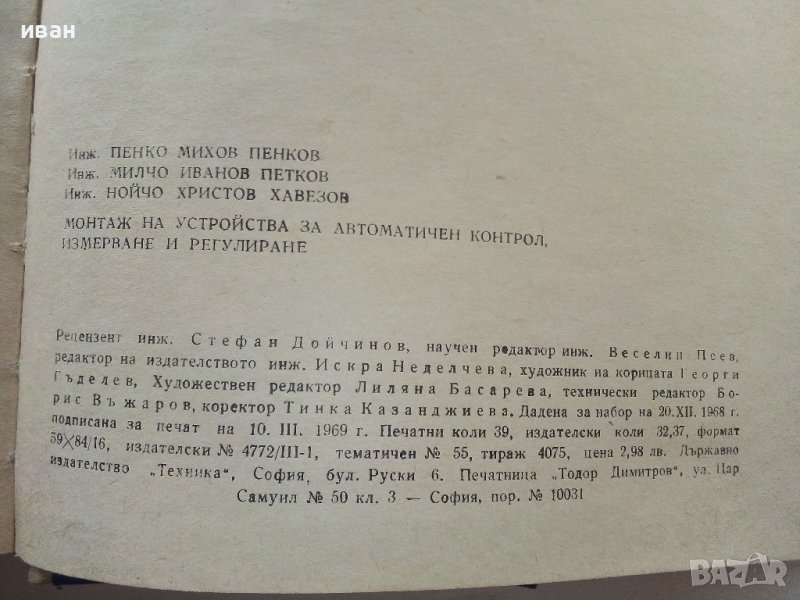 иван
Инж. ПЕНКО МИХОВ ПЕНКОВ
Инж. МИЛЧО ИВАНОВ ПЕТКОВ
Инж. НОЙЧО ХРИСТОВ ХАВЕЗОВ
МОНТАЖ НА УСТРОЙСТВА ЗА АВТОМАТИЧЕН КОНТРОЛ,
ИЗМЕРВАНЕ И РЕГУЛИРАНЕ
Рецензент инж. Стефан Дойчинов, научен редактор инж. Веселин Пеев,
редактор на издателството инж. Искра Неделчева, художник на корицата Георги
Гъделев, Художествен редактор Лиляна Басарева, технически редактор Бо-
рис Въжаров, коректор Тинка Казанджиева. Дадена за набор на 20.XII. 1968 г.
подписана за печат на 10. III. 1969 г. Печатни коли 39, издателски коли 32,37, формат
59×84/16, издателски № 4772/III-1, тематичен № 55, тираж 4075, цена 2,98 лв. Държавно
издателство „Техника“, София, бул. Руски 6. Печатница „Тодор Димитров“, ул. Цар
Самуил № 50 кл. 3 — София, пор. № 10031
BAZAR